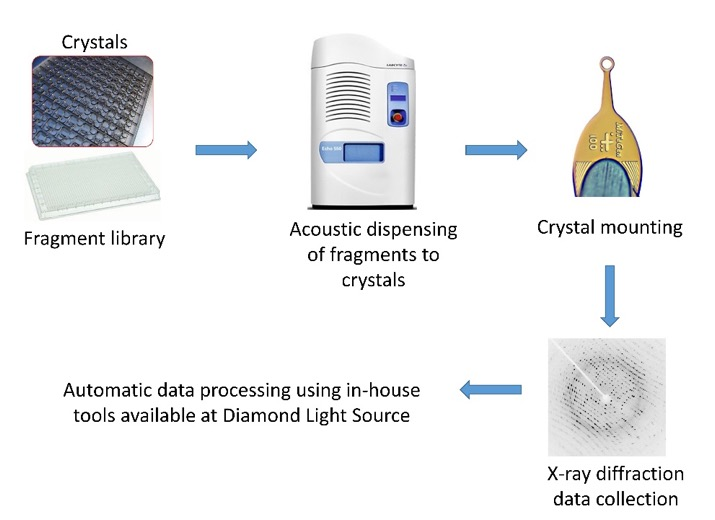 Crystals
Fragment library
Acoustic dispensing
of fragments to
crystals
Crystal mounting
100
X-ray diffraction
data collection
Automatic data processing using in-house
tools available at Diamond Light Source